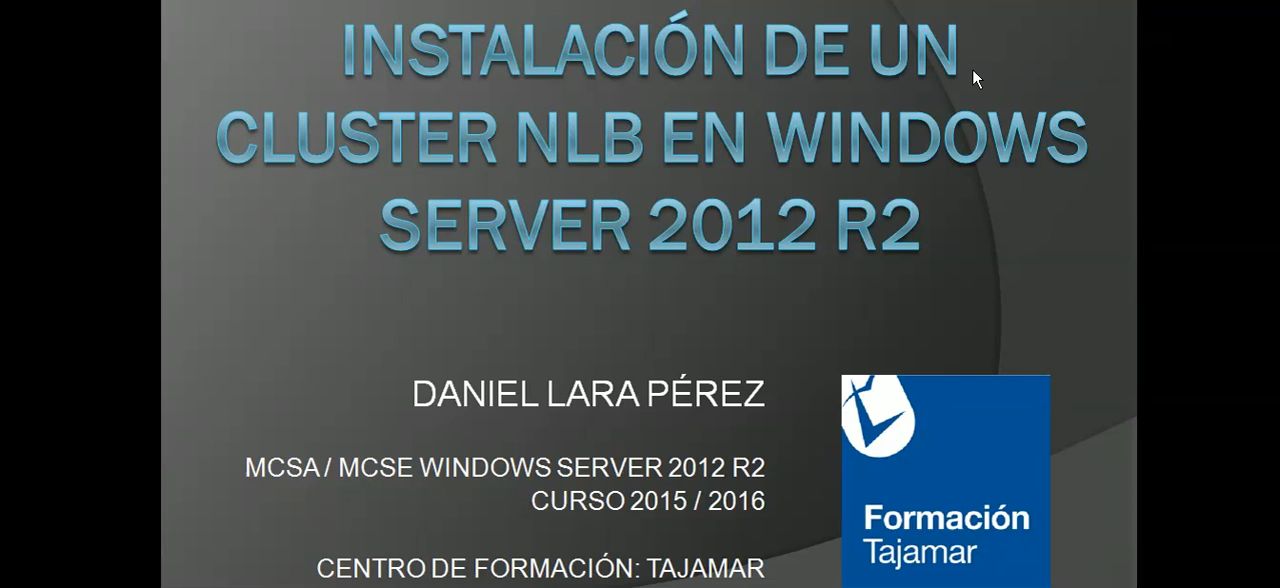 INSTALACIÓN DE UN
CLUSTER NLB EN WINDOWS
SERVER 2012 R2
DANIEL LARA PÉREZ
MCSA / MCSE WINDOWS SERVER 2012 R2
CURSO 2015 / 2016
CENTRO DE FORMACIÓN: TAJAMAR
Formación
Tajamar